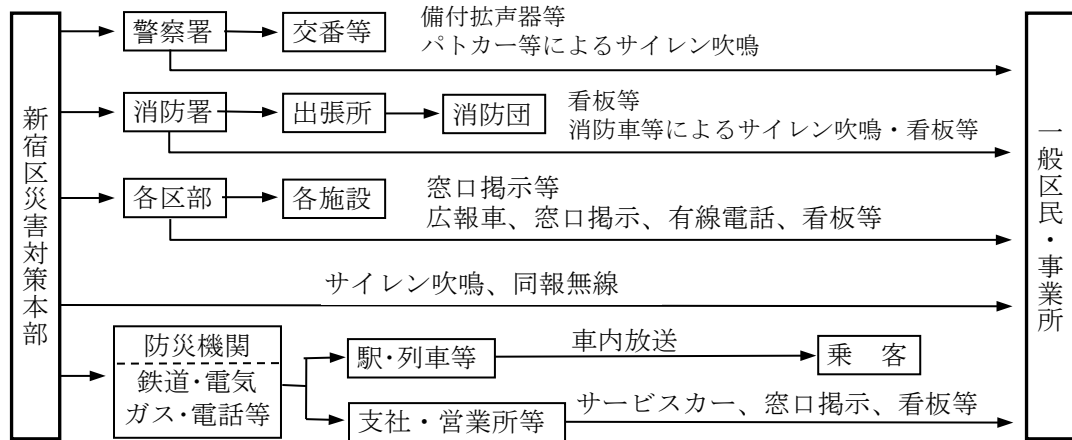 新宿区災害対策本部
警察署
交番等
備付拡声器等
パトカー等によるサイレン吹鳴
消防署
出張所
消防団
看板等
消防車等によるサイレン吹鳴・看板等
各区部
各施設
窓口掲示等
広報車、窓口掲示、有線電話、看板等
サイレン吹鳴、同報無線
防災機関
鉄道・電気
ガス・電話等
駅・列車等
車内放送
乗　客
支社・営業所等
サービスカー、窓口掲示、看板等
一般区民・事業所